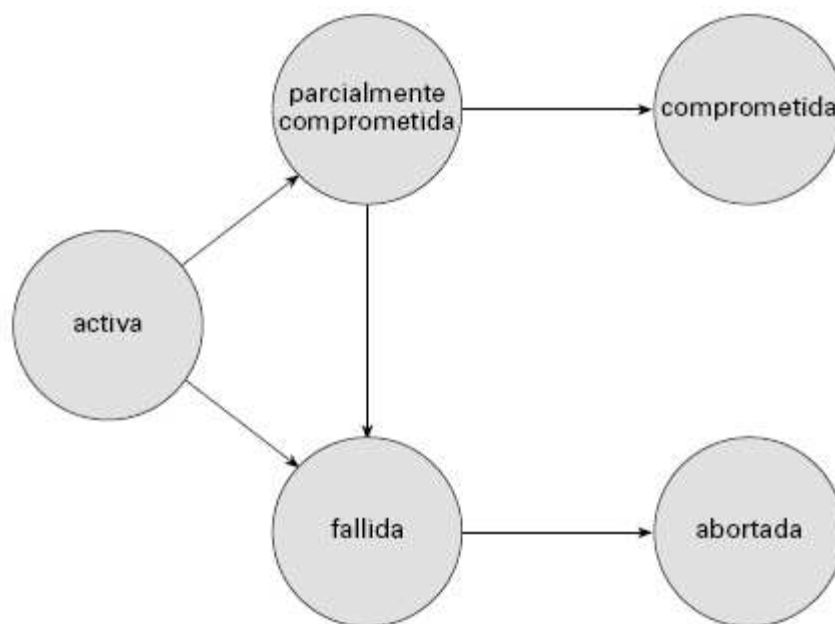 parcialmente
comprometida
comprometida
activa
fallida
abortada